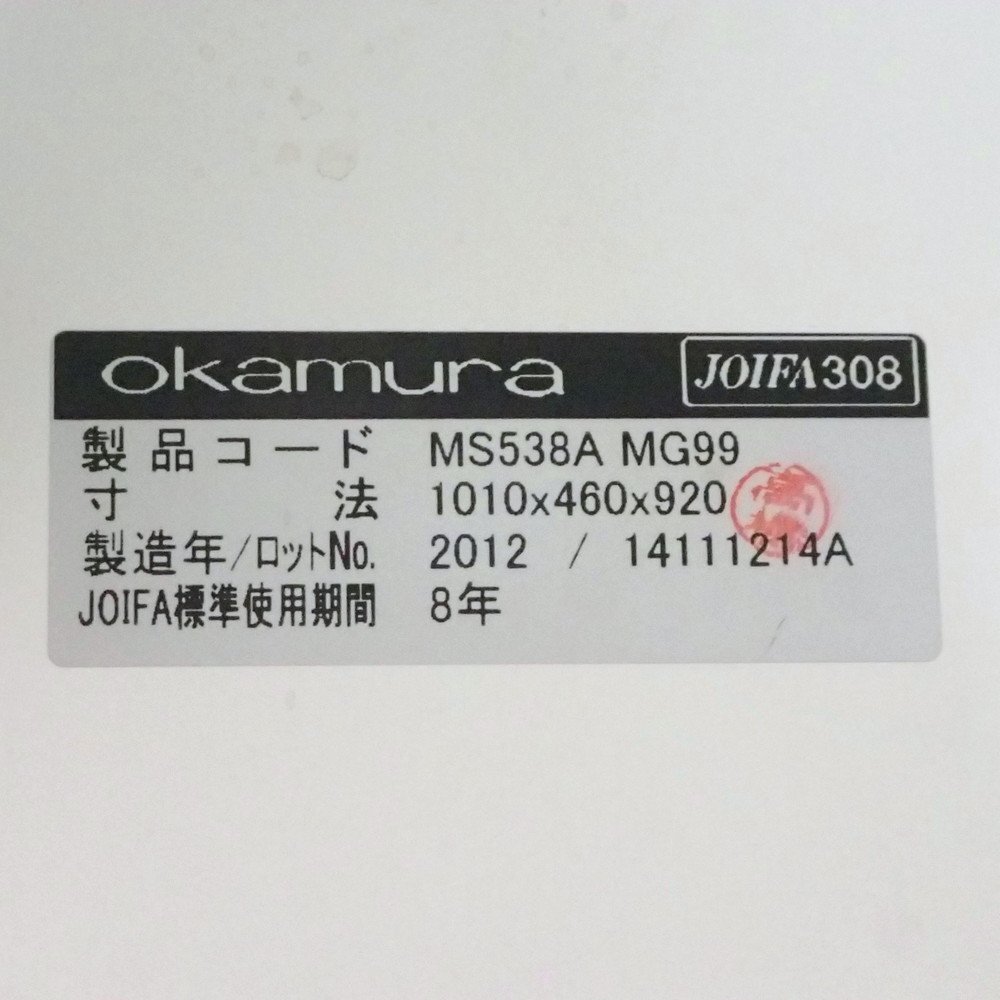 okamura JOIFA308
製品コード MS538A MG99
寸法 1010x460x920
製造年/ロットNo. 2012 / 14111214A
JOIFA標準使用期間 8年